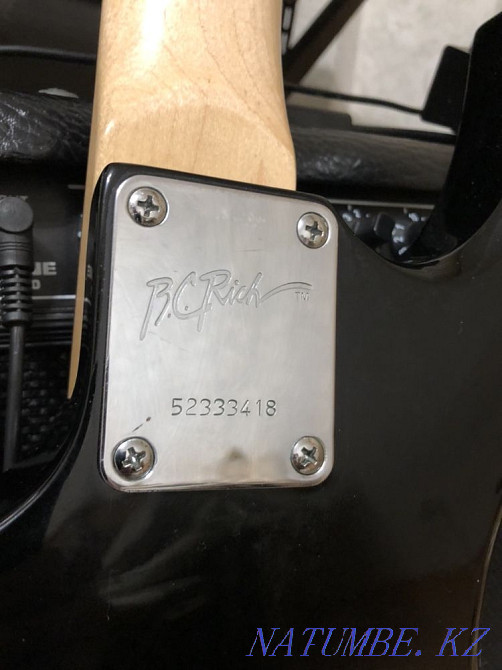 B.C. Rich ™
52333418
NATUMBE. KZ